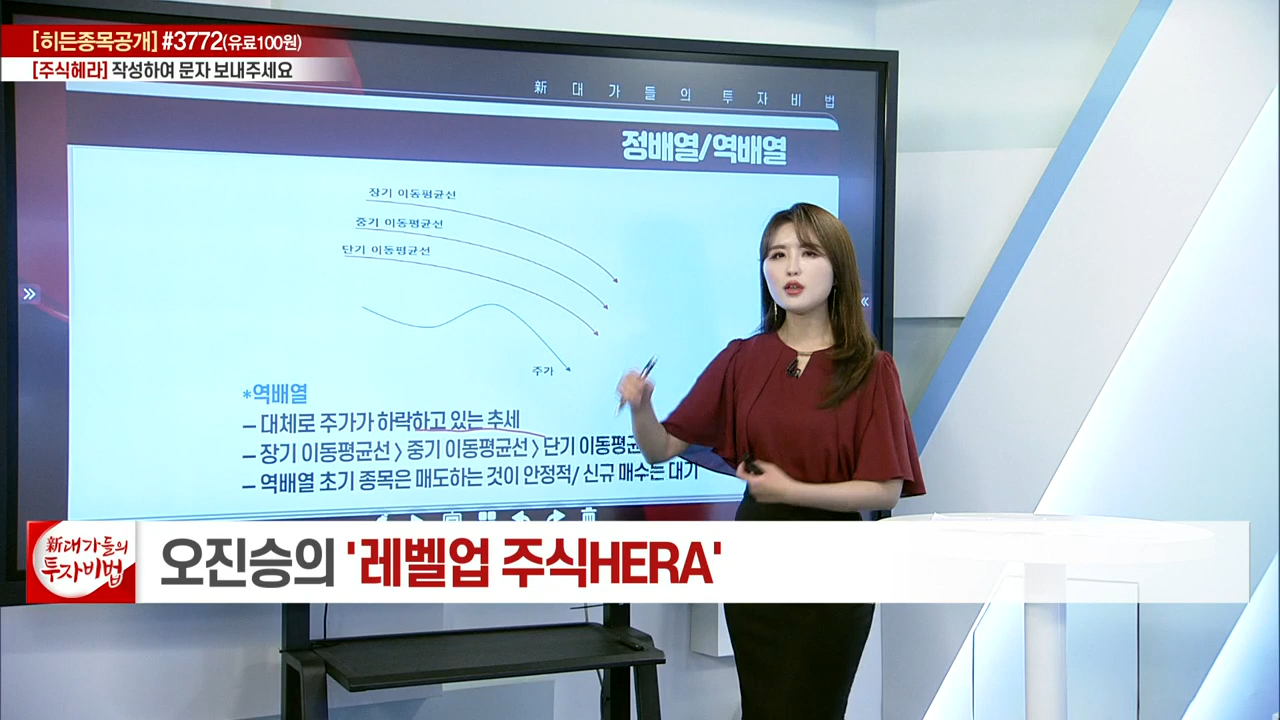 [히든종목공개] #3772(유료100원)
[주식헤라] 작성하여 문자 보내주세요
新 대가들의 투자비법
정배열/역배열
장기 이동평균선
중기 이동평균선
단기 이동평균선
주가
*역배열
– 대체로 주가가 하락하고 있는 추세
– 장기 이동평균선 > 중기 이동평균선 > 단기 이동평균
– 역배열 초기 종목은 매도하는 것이 안정적/ 신규 매수는 대기
新대가들의
투자비법
오진승의 '레벨업 주식HERA'